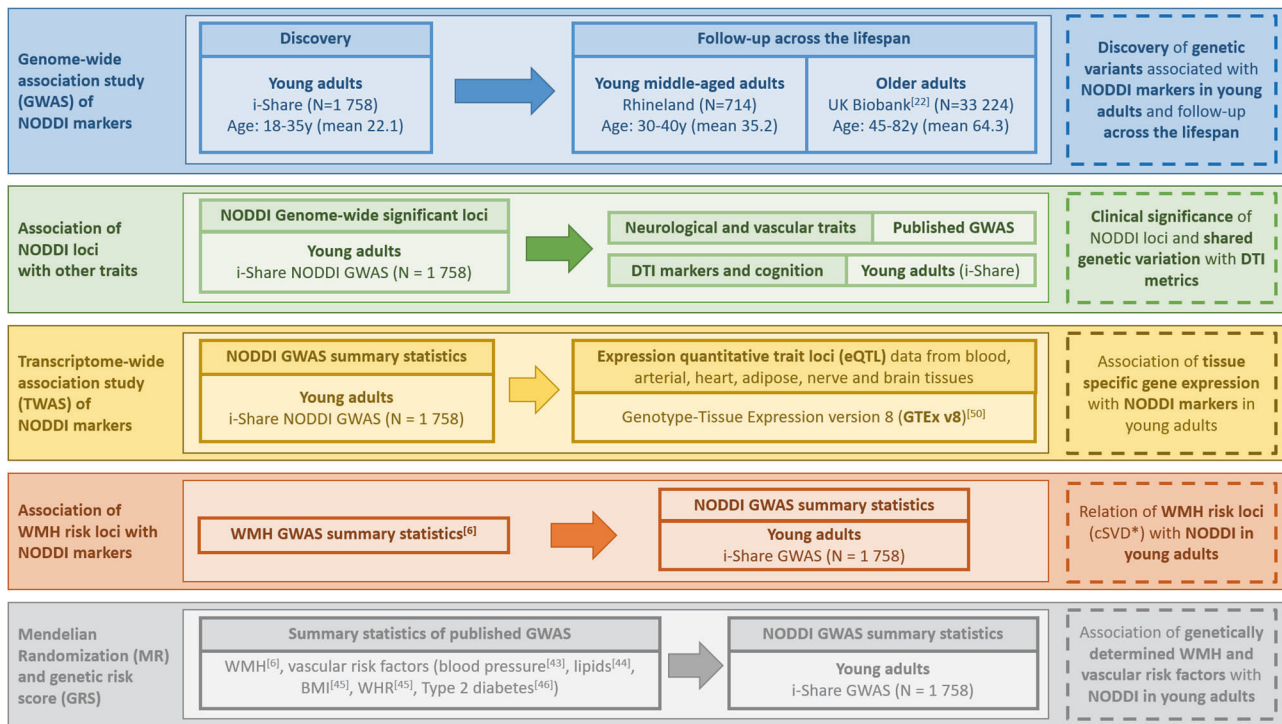 Genome-wide
association study
(GWAS) of
NODDI markers
Discovery
Young adults
i-Share (N=1 758)
Age: 18-35y (mean 22.1)
Follow-up across the lifespan
Young middle-aged adults
Rhineland (N=714)
Age: 30-40y (mean 35.2)
Older adults
UK Biobank[22] (N=33 224)
Age: 45-82y (mean 64.3)
Discovery of genetic
variants associated with
NODDI markers in young
adults and follow-up
across the lifespan
Association of
NODDI loci
with other traits
NODDI Genome-wide significant loci
Young adults
i-Share NODDI GWAS (N = 1 758)
Neurological and vascular traits
Published GWAS
DTI markers and cognition
Young adults (i-Share)
Clinical significance of
NODDI loci and shared
genetic variation with DTI
metrics
Transcriptome-wide
association study
(TWAS) of
NODDI markers
NODDI GWAS summary statistics
Young adults
i-Share NODDI GWAS (N = 1 758)
Expression quantitative trait loci (eQTL) data from blood,
arterial, heart, adipose, nerve and brain tissues
Genotype-Tissue Expression version 8 (GTEx v8)[50]
Association of tissue
specific gene expression
with NODDI markers in
young adults
Association of
WMH risk loci with
NODDI markers
WMH GWAS summary statistics[6]
NODDI GWAS summary statistics
Young adults
i-Share GWAS (N = 1 758)
Relation of WMH risk loci
(cSVD*) with NODDI in
young adults
Mendelian
Randomization (MR)
and genetic risk
score (GRS)
Summary statistics of published GWAS
WMH[6], vascular risk factors (blood pressure[43], lipids[44],
BMI[45], WHR[45], Type 2 diabetes[46])
NODDI GWAS summary statistics
Young adults
i-Share GWAS (N = 1 758)
Association of genetically
determined WMH and
vascular risk factors with
NODDI in young adults